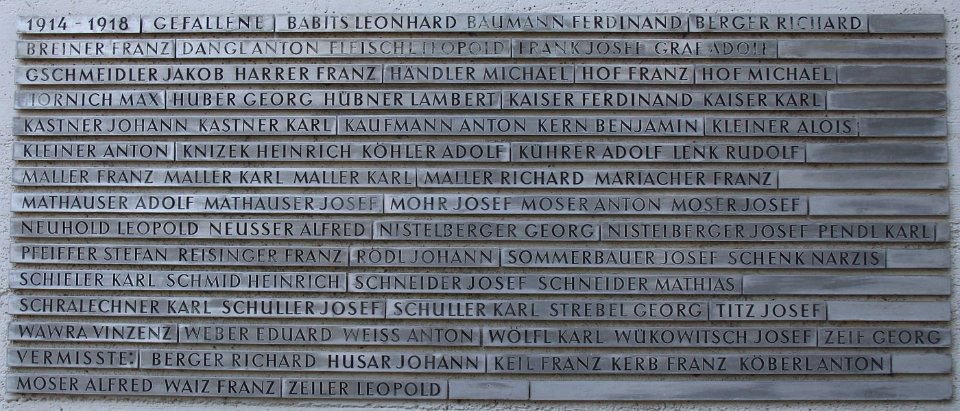 1914 - 1918 GEFALLENE BABITS LEONHARD BAUMANN FERDINAND BERGER RICHARD
BREINER FRANZ DANGL ANTON FLEISCHL LEOPOLD FRANK JOSEF GRAF ADOLF
GSCHMEIDLER JAKOB HARRER FRANZ HÄNDLER MICHAEL HOF FRANZ HOF MICHAEL
MAX HUBER GEORG HÜBNER LAMBERT KAISER FERDINAND KAISER KARL
KASTNER JOHANN KASTNER KARL KAUFMANN ANTON KERN BENJAMIN KLEINER ALOIS
KLEINER ANTON KNIZEK HEINRICH KÖHLER ADOLF KÜHRER ADOLF LENK RUDOLF
MALLER FRANZ MALLER KARL MALLER KARL MALLER RICHARD MARIACHER FRANZ
MATHAUSER ADOLF MATHAUSER JOSEF MOHR JOSEF MOSER ANTON MOSER JOSEF
NEUHOLD LEOPOLD NEUSSER ALFRED NISTELBERGER GEORG NISTELBERGER JOSEF PENDL KARL
PFEIFFER STEFAN REISINGER FRANZ RÖDL JOHANN SOMMERBAUER JOSEF SCHENK NARZIS
SCHIEFER KARL SCHMID HEINRICH SCHNEIDER JOSEF SCHNEIDER MATHIAS
SCHRALECHNER KARL SCHULLER JOSEF SCHULLER KARL STREBEL GEORG TITZ JOSEF
WAWRA VINZENZ WEBER EDUARD WEISS ANTON WÖLFL KARL WUKOWITSCH JOSEF ZEIF GEORG
VERMISSTE: BERGER RICHARD HUSAR JOHANN KEIL FRANZ KERB FRANZ KÖBERL ANTON
MOSER ALFRED WAIZ FRANZ ZEILER LEOPOLD